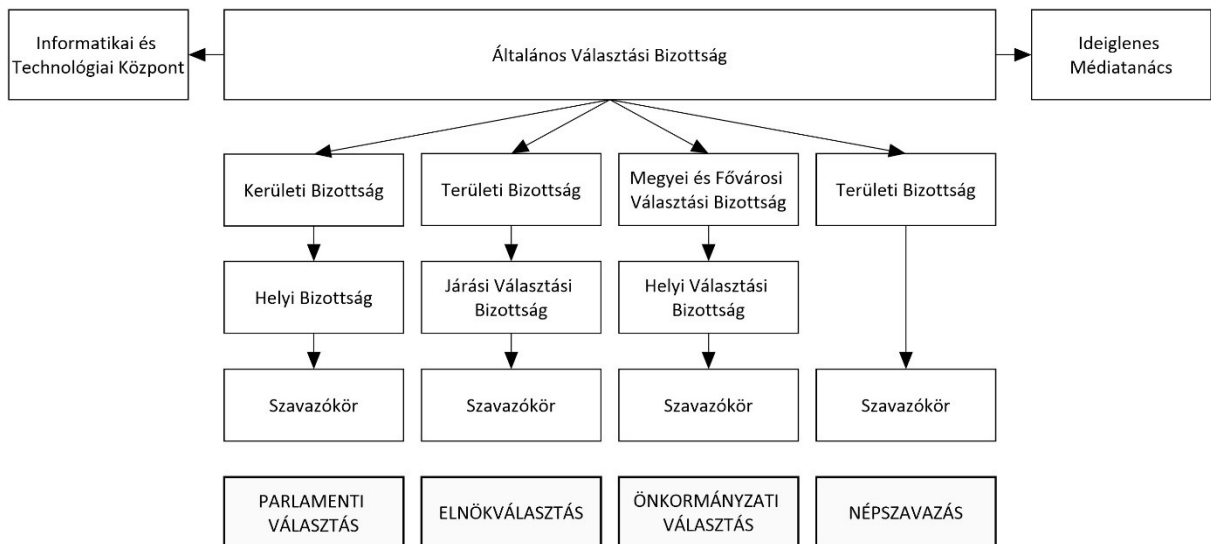 Informatikai és
Technológiai Központ
Általános Választási Bizottság
Ideiglenes
Médiatanács
Kerületi Bizottság
Területi Bizottság
Megyei és Fővárosi
Választási Bizottság
Területi Bizottság
Helyi Bizottság
Járási Választási
Bizottság
Helyi Választási
Bizottság
Szavazókör
Szavazókör
Szavazókör
Szavazókör
PARLAMENTI
VÁLASZTÁS
ELNÖKVÁLASZTÁS
ÖNKORMÁNYZATI
VÁLASZTÁS
NÉPSZAVAZÁS